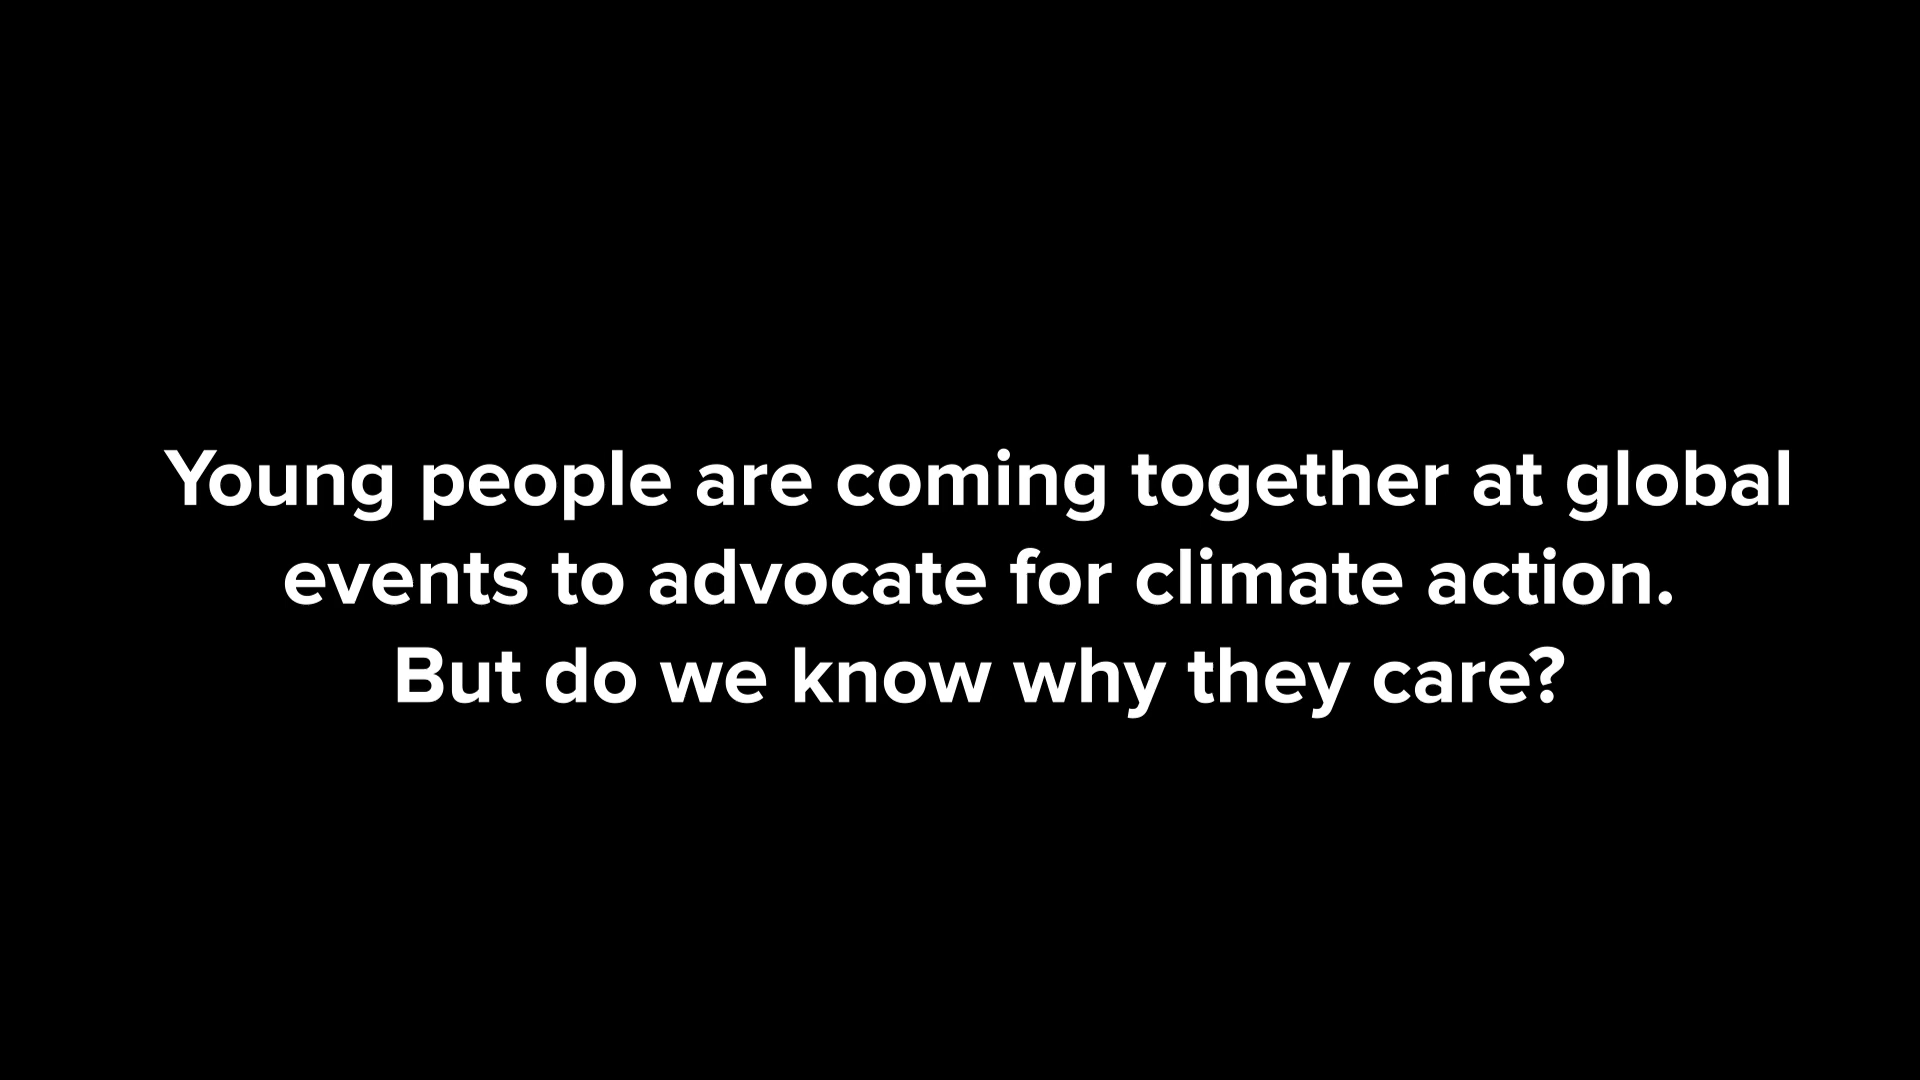 Young people are coming together at global
events to advocate for climate action.
But do we know why they care?